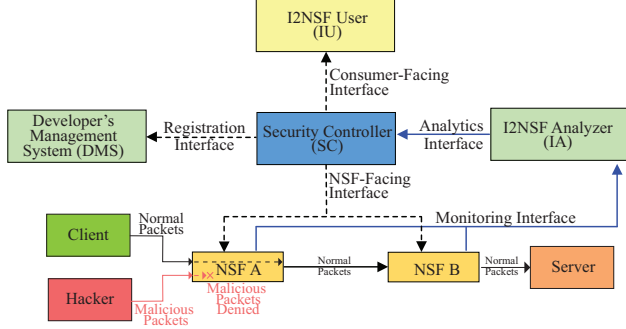 I2NSF User
(IU)
Consumer-Facing
Interface
Developer's
Management
System (DMS)
Registration
Interface
Security Controller
(SC)
Analytics
Interface
I2NSF Analyzer
(IA)
NSF-Facing
Interface
Monitoring Interface
Client
Normal
Packets
NSF A
Normal
Packets
NSF B
Normal
Packets
Server
Hacker
Malicious
Packets
Malicious
Packets
Denied